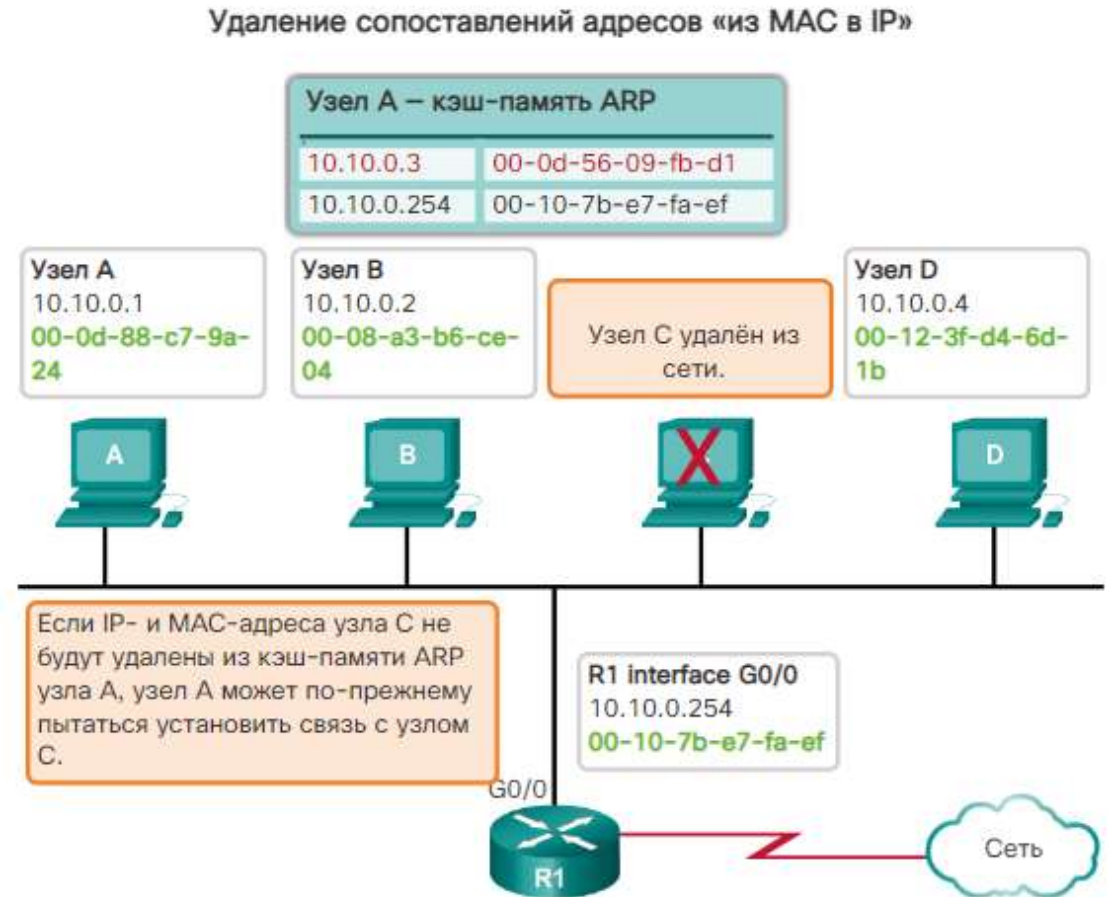 Удаление сопоставлений адресов «из MAC в IP»
Узел А – кэш-память ARP
10.10.0.3 00-0d-56-09-fb-d1
10.10.0.254 00-10-7b-e7-fa-ef
Узел А
10.10.0.1
00-0d-88-c7-9a-
24
Узел В
10.10.0.2
00-08-a3-b6-ce-
04
Узел С удалён из
сети.
Узел D
10.10.0.4
00-12-3f-d4-6d-
1b
A
B
X
D
Если IP- и MAC-адреса узла С не
будут удалены из кэш-памяти ARP
узла А, узел А может по-прежнему
пытаться установить связь с узлом
С.
R1 interface G0/0
10.10.0.254
00-10-7b-e7-fa-ef
G0/0
R1
Сеть